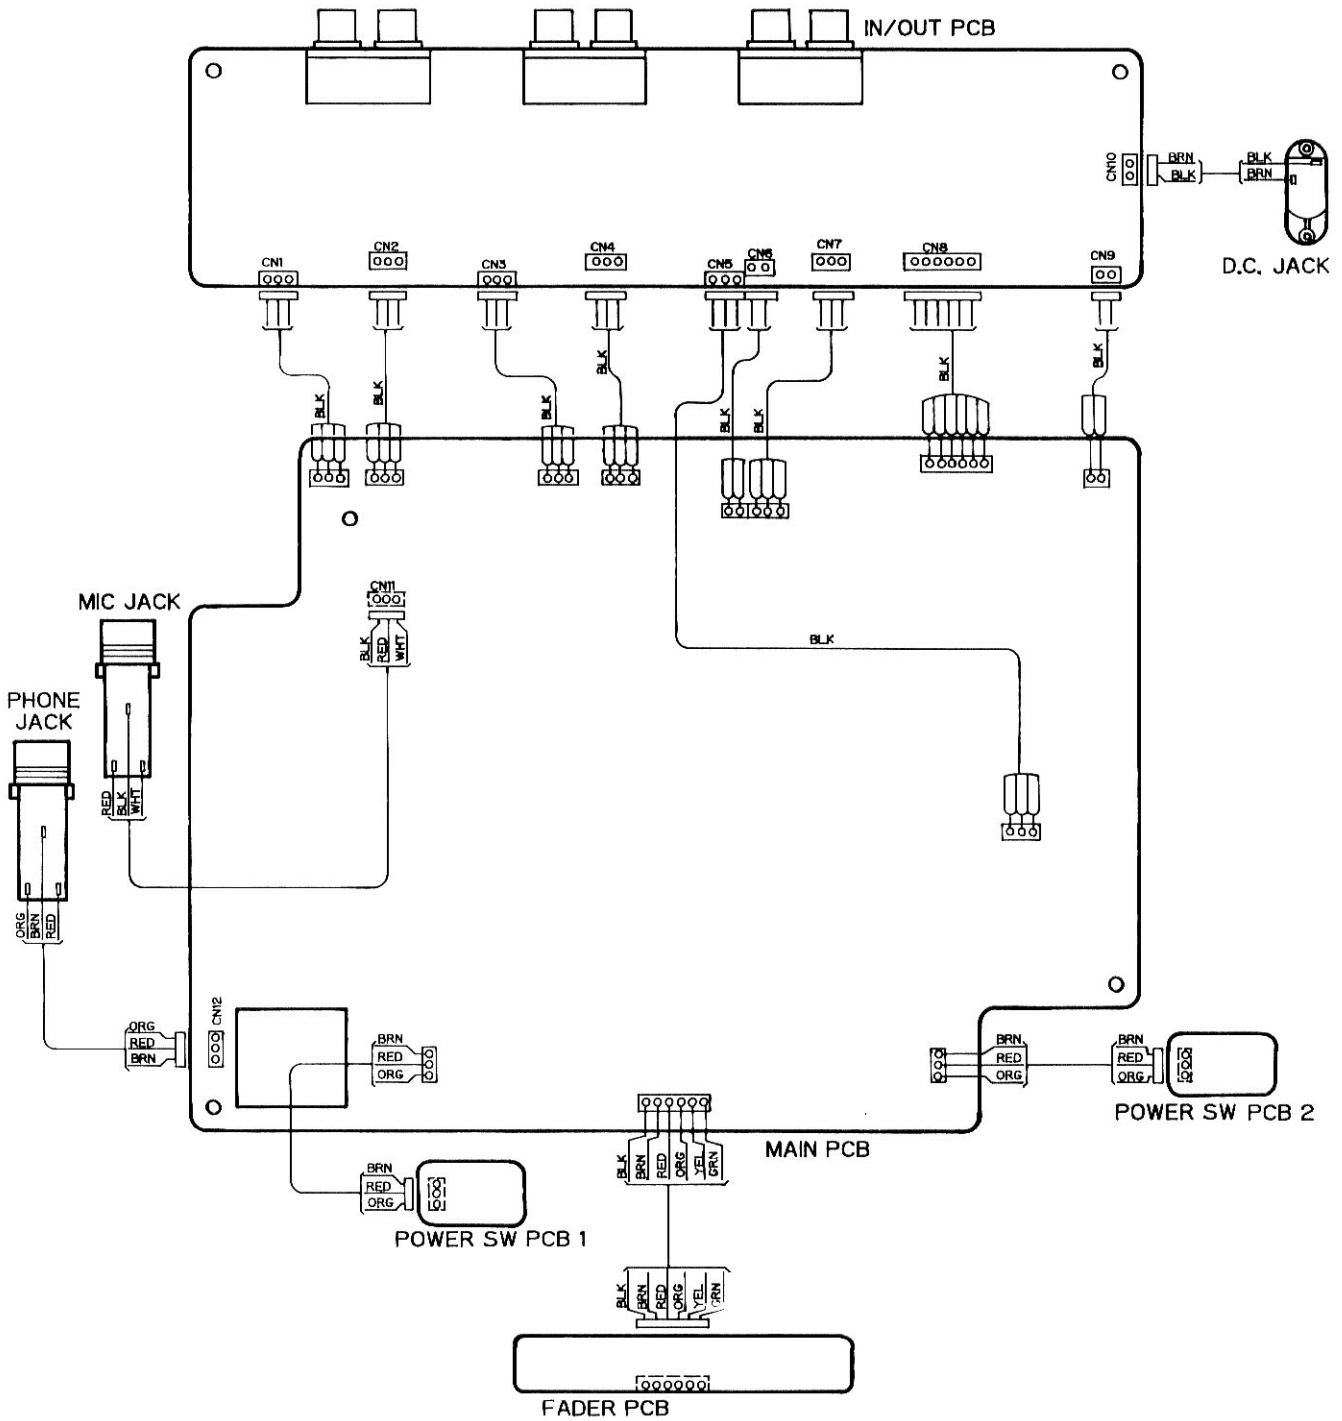 IN/OUT PCB
CN10
BRN
BLK
BLK
BRN
D.C. JACK
CN1
CN2
CN3
CN4
CN5
CN6
CN7
CN8
CN9
BLK
BLK
BLK
BLK
BLK
BLK
BLK
BLK
BLK
CN11
BLK
RED
WHT
MIC JACK
RED
BLK
WHT
PHONE
JACK
ORG
BRN
RED
ORG
RED
BRN
CN12
BRN
RED
ORG
BRN
RED
ORG
BRN
RED
ORG
POWER SW PCB 2
MAIN PCB
BLK
BRN
RED
ORG
YEL
GRN
BRN
RED
ORG
POWER SW PCB 1
BLK
BRN
RED
ORG
YEL
GRN
FADER PCB